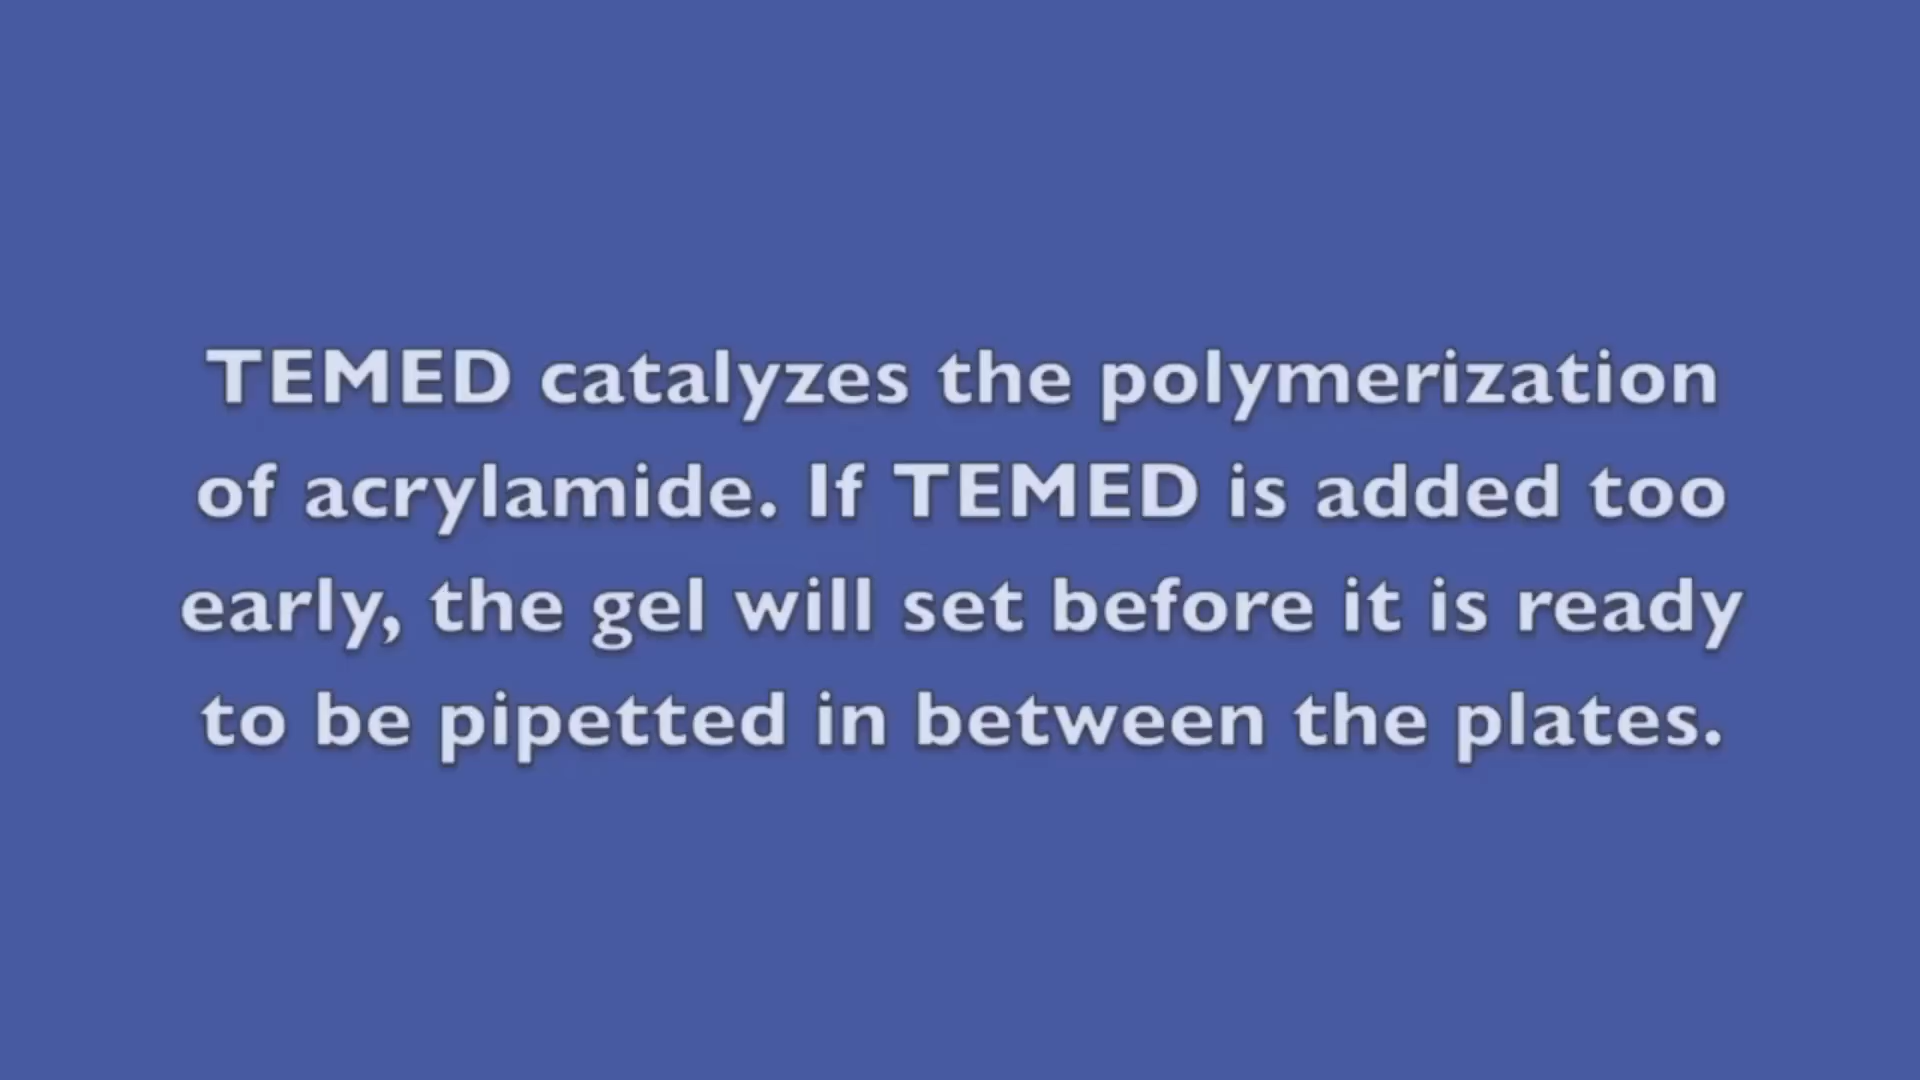 TEMED catalyzes the polymerization
of acrylamide. If TEMED is added too
early, the gel will set before it is ready
to be pipetted in between the plates.